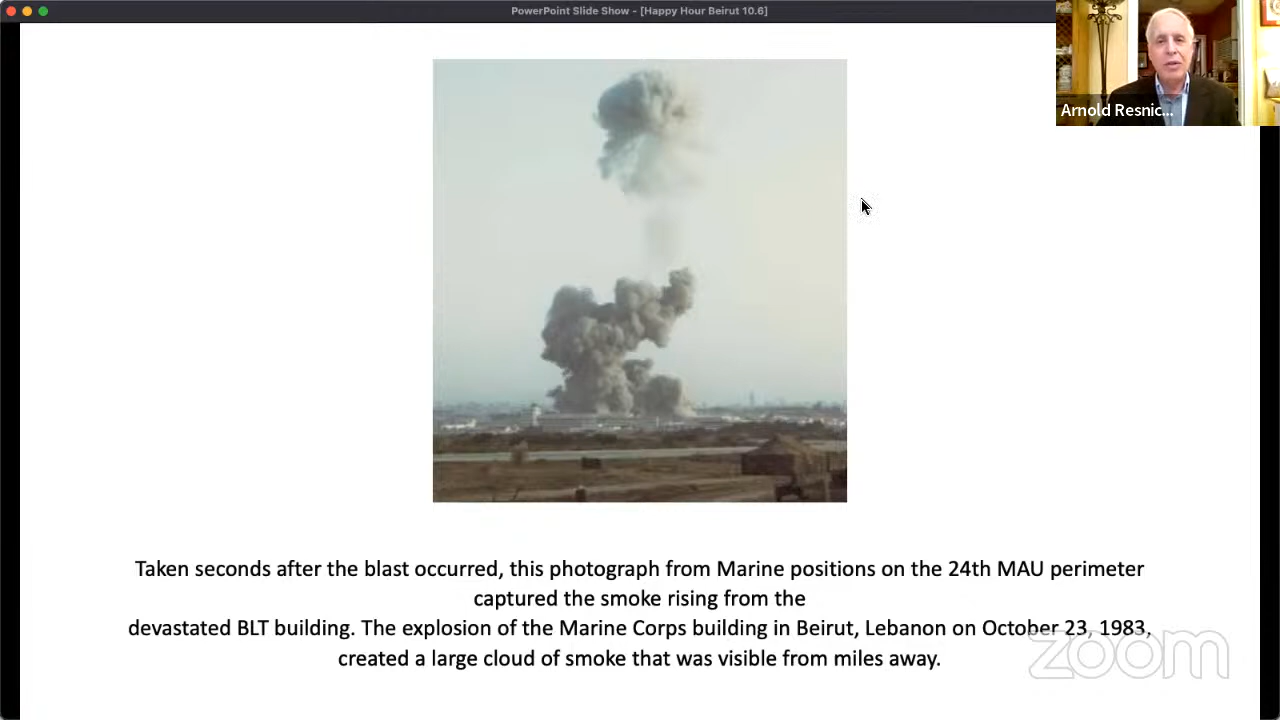 PowerPoint Slide Show - [Happy Hour Beirut 10.6]
Arnold Resnic...
Taken seconds after the blast occurred, this photograph from Marine positions on the 24th MAU perimeter
captured the smoke rising from the
devastated BLT building. The explosion of the Marine Corps building in Beirut, Lebanon on October 23, 1983,
created a large cloud of smoke that was visible from miles away.
zoom